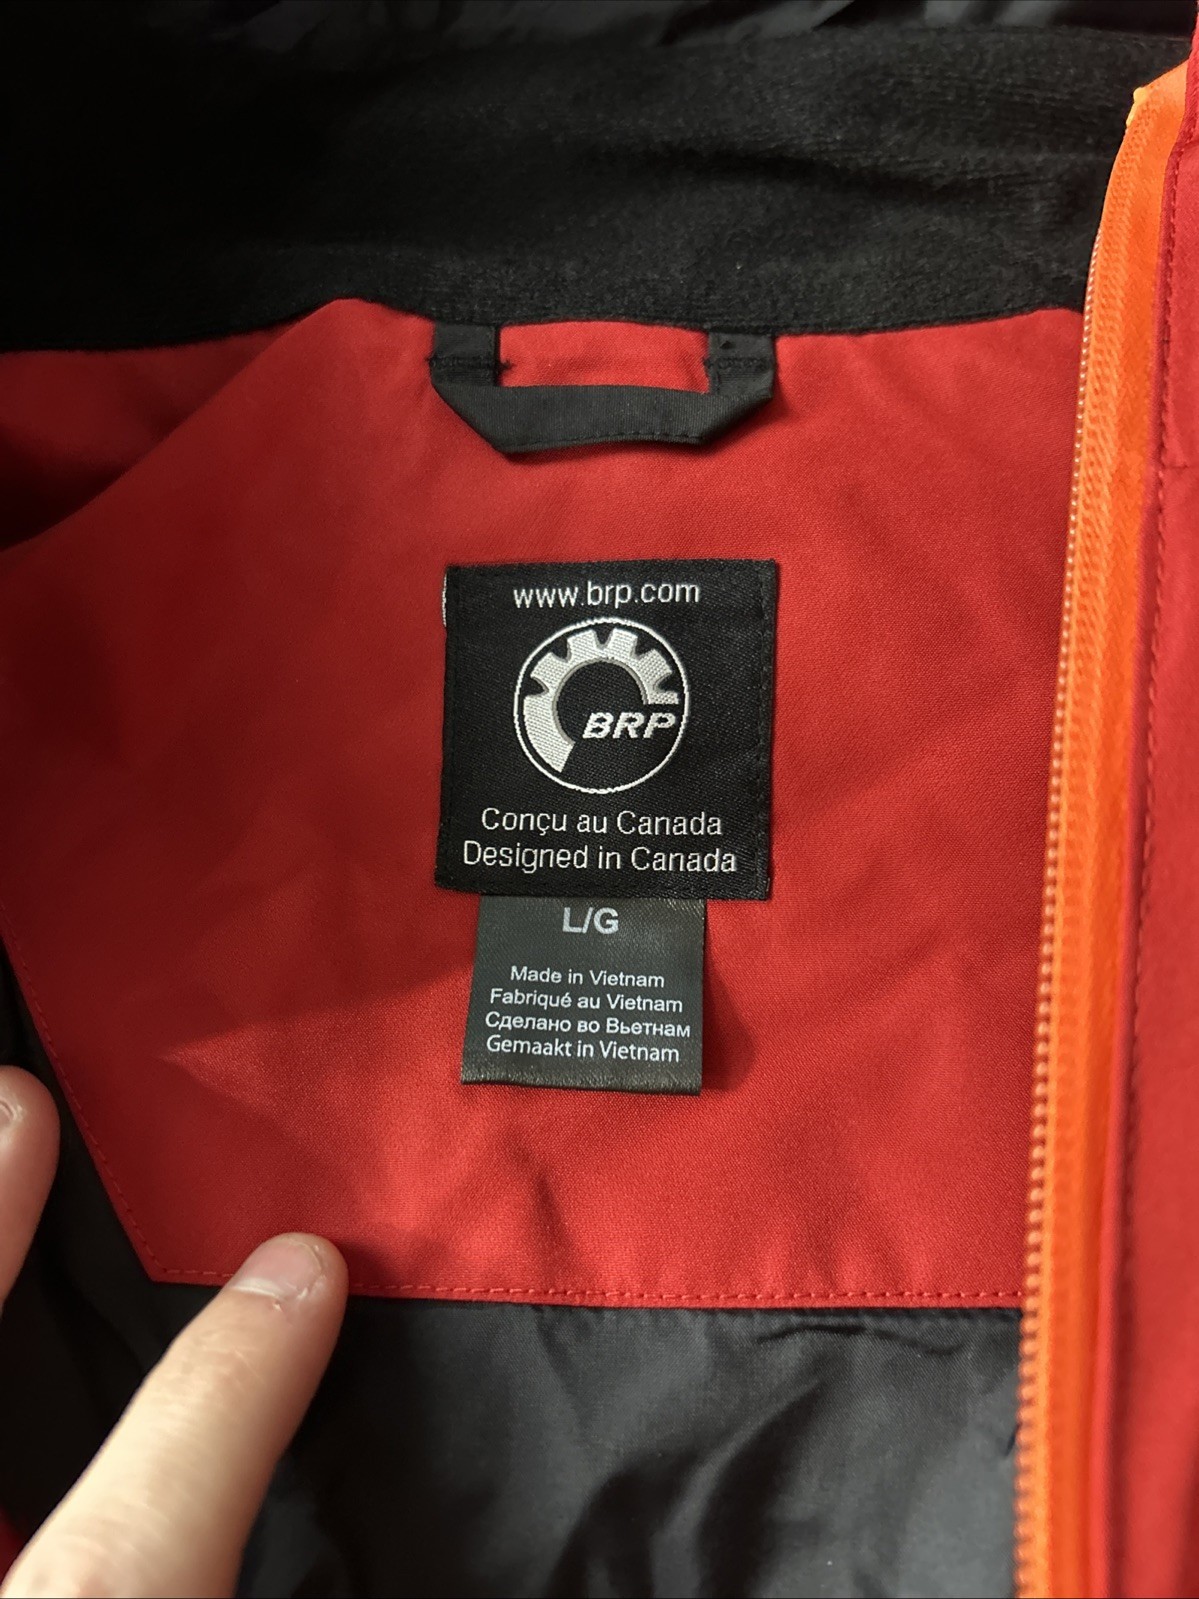 www.brp.com
BRP
Conçu au Canada
Designed in Canada
L/G
Made in Vietnam
Fabriqué au Vietnam
Сделано во Вьетнам
Gemaakt in Vietnam